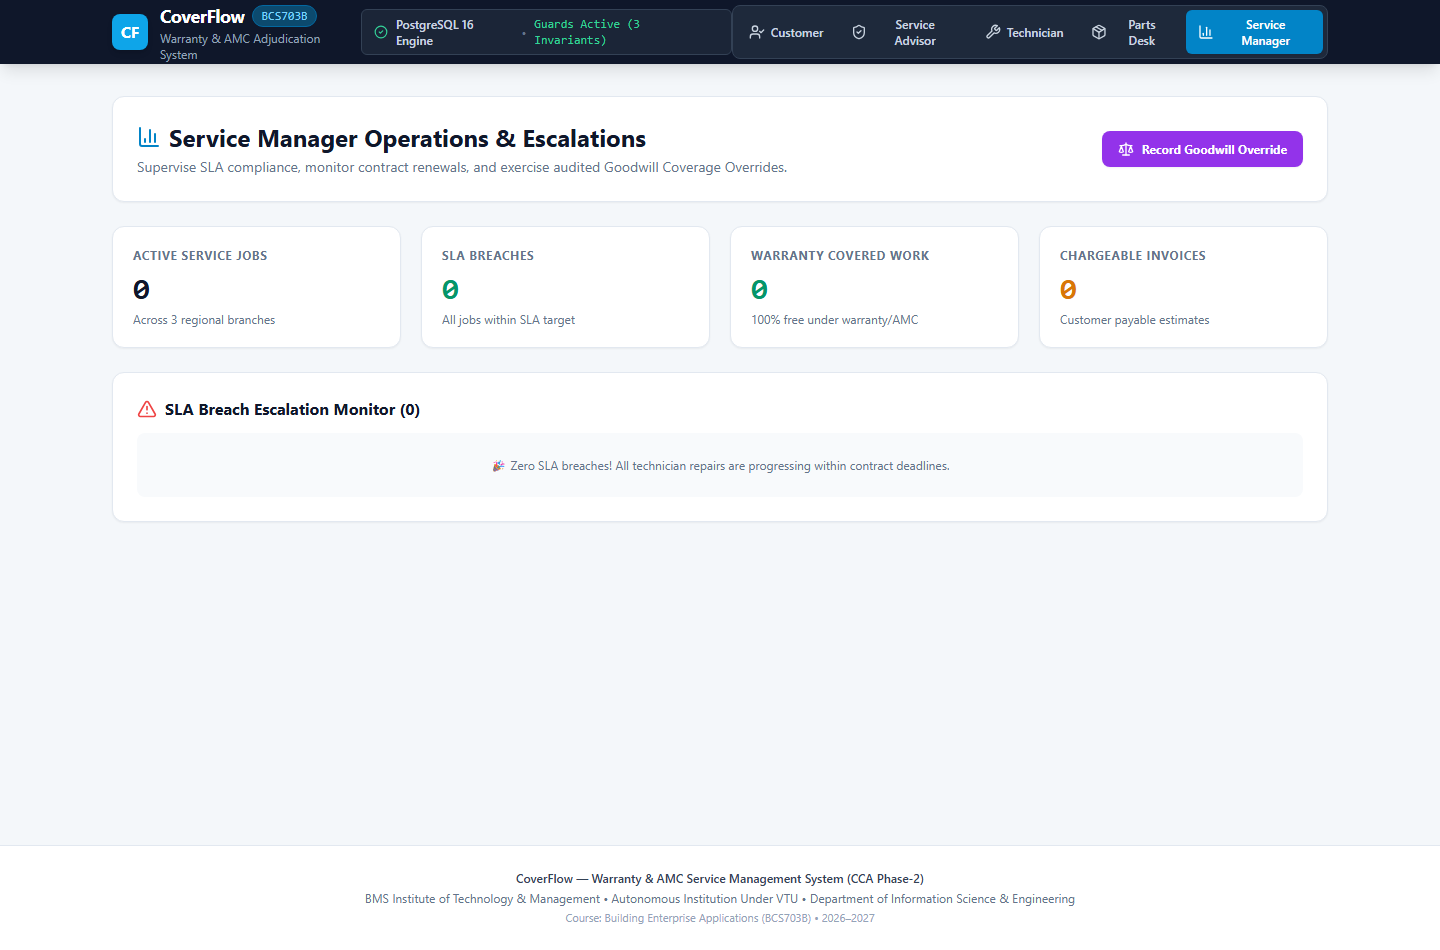 CF
CoverFlow BCS703B
Warranty & AMC Adjudication
System
PostgreSQL 16
Engine
•
Guards Active (3
Invariants)
Customer
Service
Advisor
Technician
Parts
Desk
Service
Manager
Service Manager Operations & Escalations
Supervise SLA compliance, monitor contract renewals, and exercise audited Goodwill Coverage Overrides.
Record Goodwill Override
ACTIVE SERVICE JOBS
0
Across 3 regional branches
SLA BREACHES
0
All jobs within SLA target
WARRANTY COVERED WORK
0
100% free under warranty/AMC
CHARGEABLE INVOICES
0
Customer payable estimates
SLA Breach Escalation Monitor (0)
🎉 Zero SLA breaches! All technician repairs are progressing within contract deadlines.
CoverFlow — Warranty & AMC Service Management System (CCA Phase-2)
BMS Institute of Technology & Management • Autonomous Institution Under VTU • Department of Information Science & Engineering
Course: Building Enterprise Applications (BCS703B) • 2026–2027